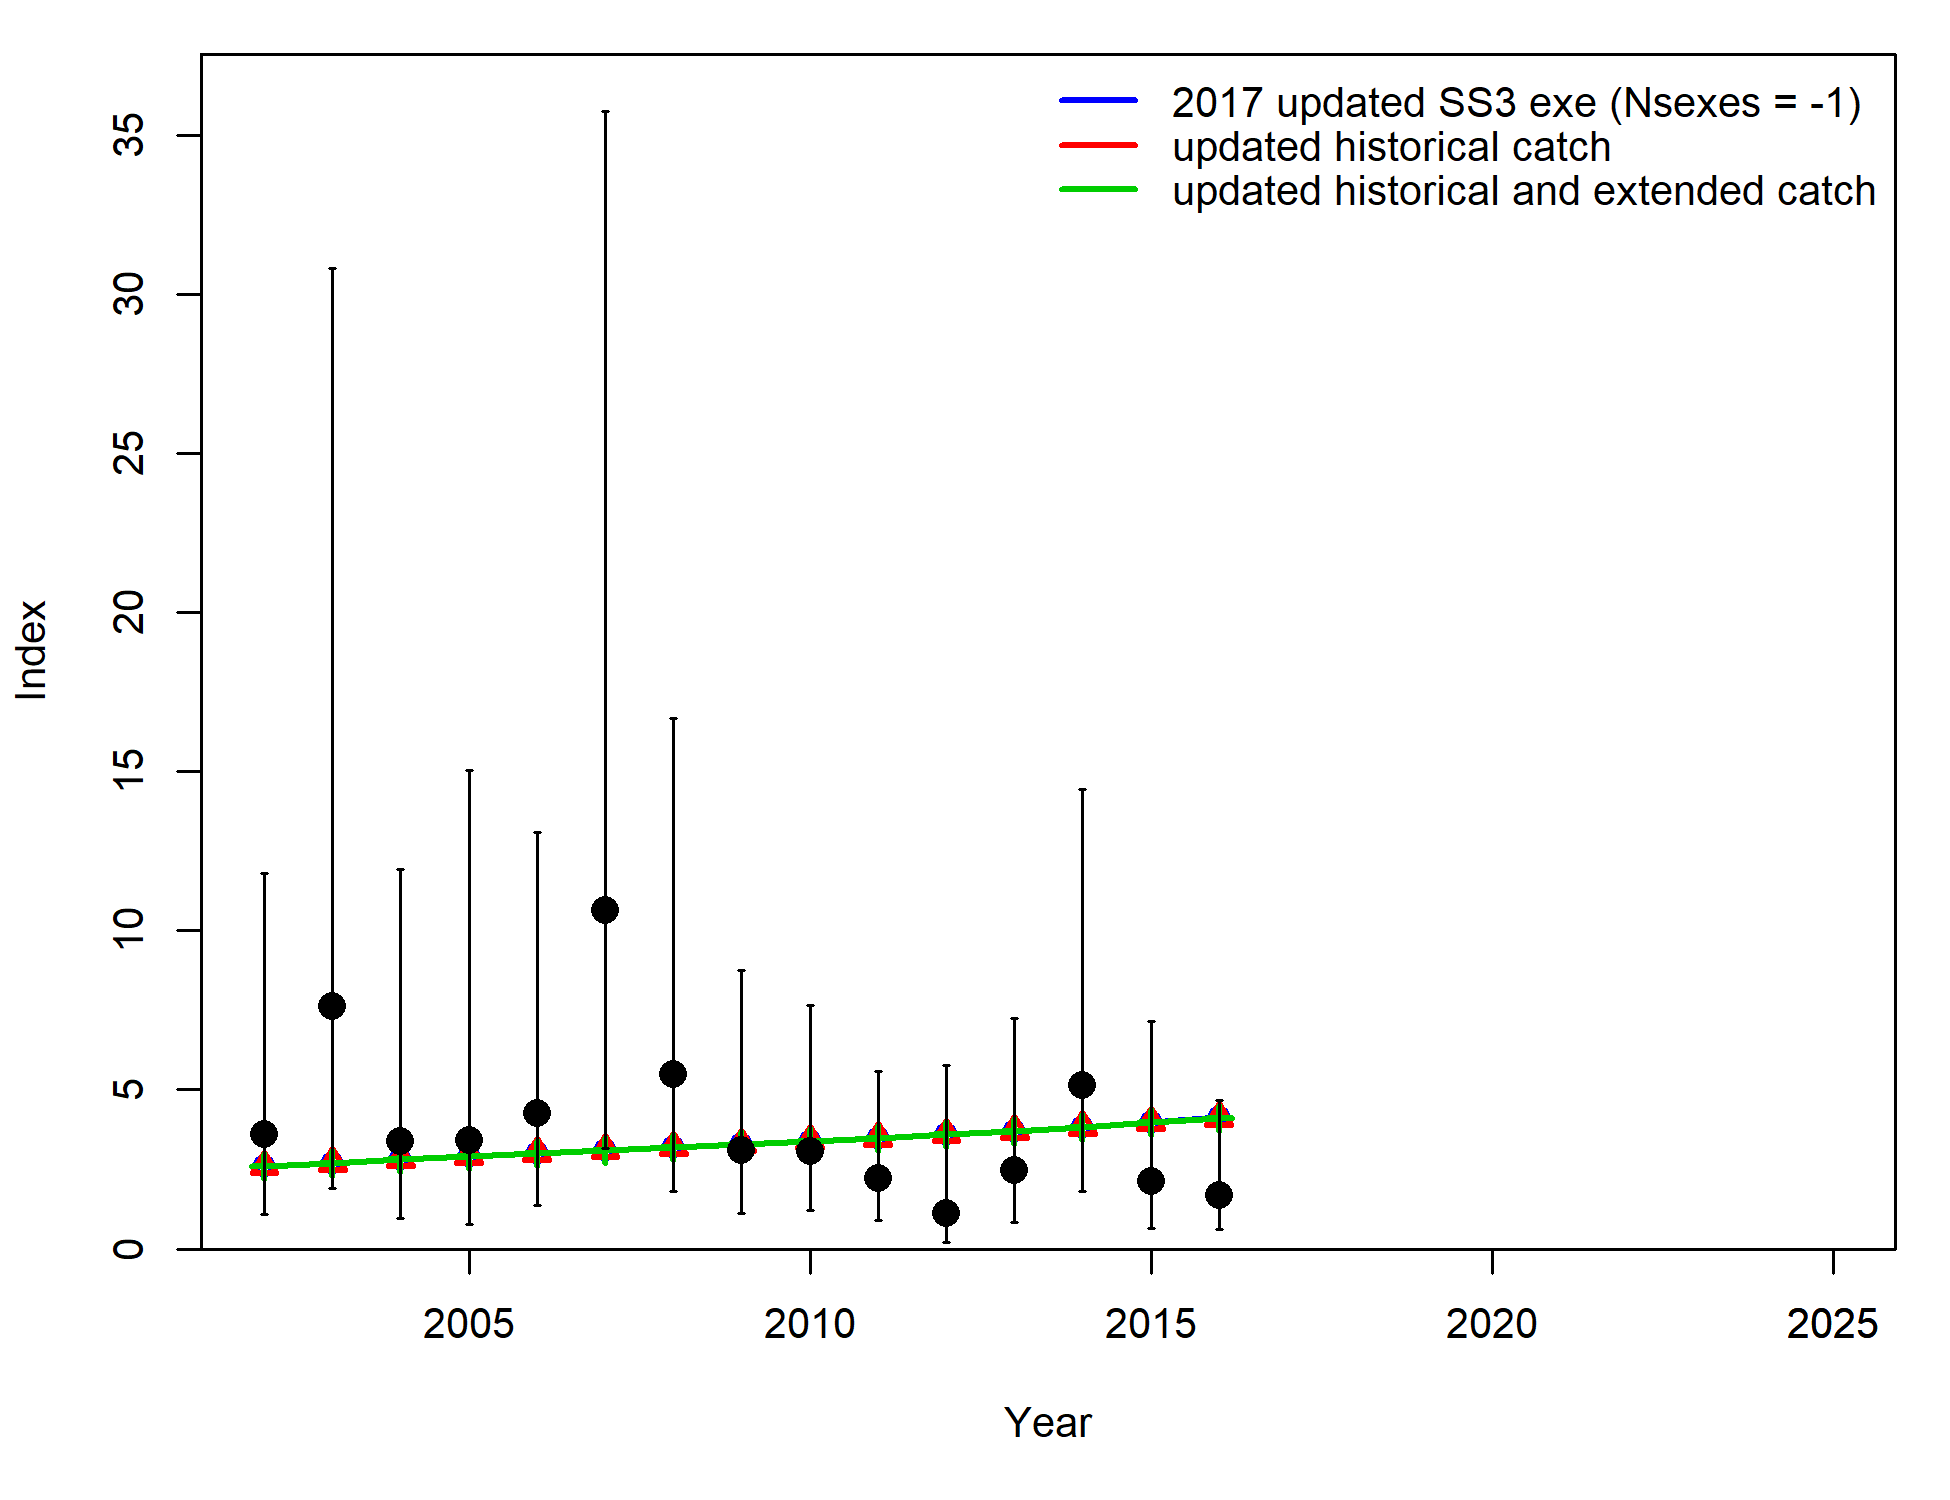 2017 updated SS3 exe (Nsexes = -1)
updated historical catch
updated historical and extended catch
35
30
25
20
15
10
5
0
Index
2005 2010 2015 2020 2025
Year